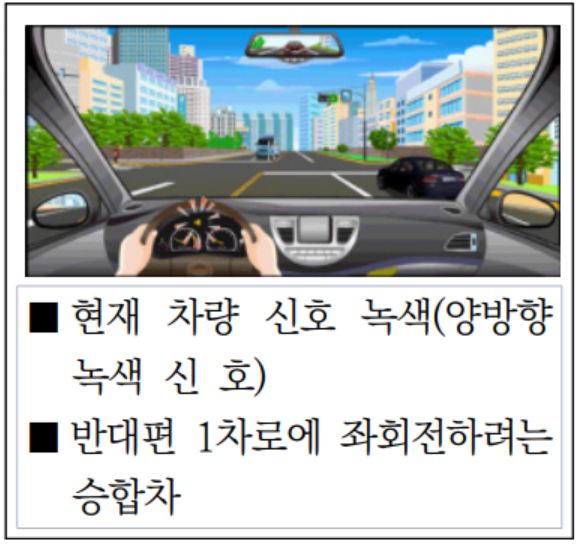 ■ 현재 차량 신호 녹색(양방향
녹색 신 호)
■ 반대편 1차로에 좌회전하려는
승합차